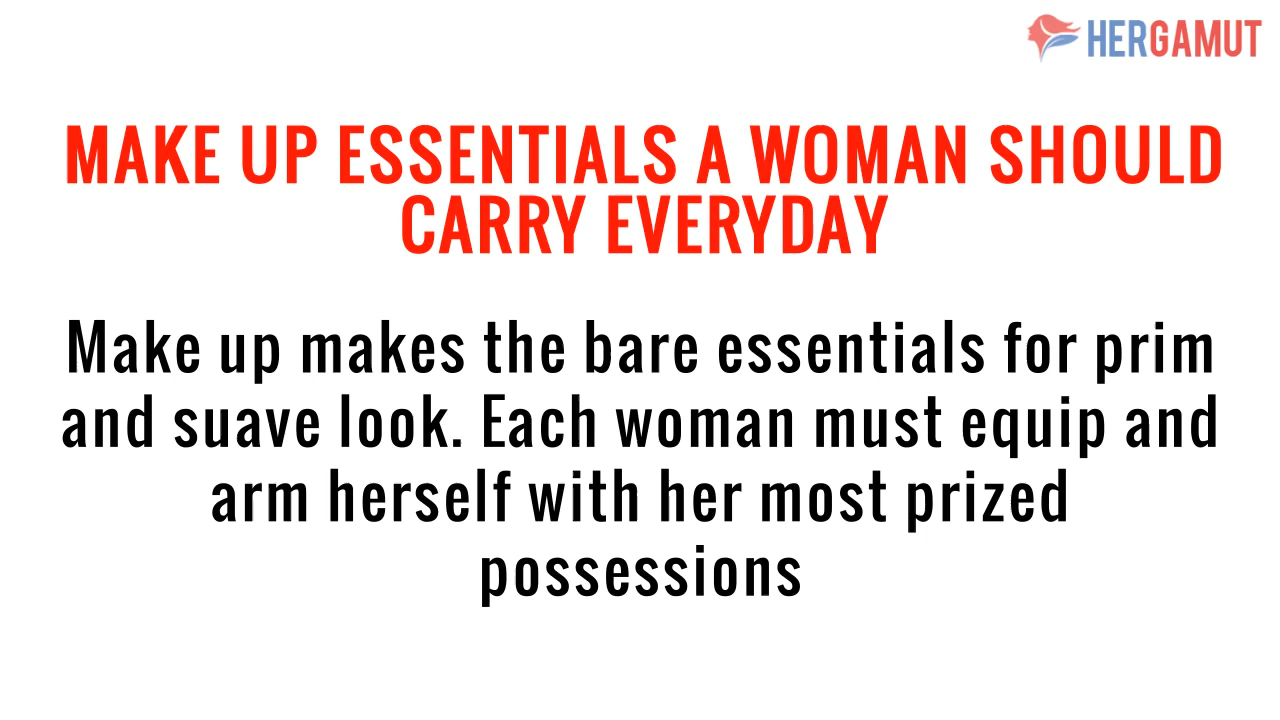 HERGAMUT
MAKE UP ESSENTIALS A WOMAN SHOULD
CARRY EVERYDAY
Make up makes the bare essentials for prim
and suave look. Each woman must equip and
arm herself with her most prized
possessions